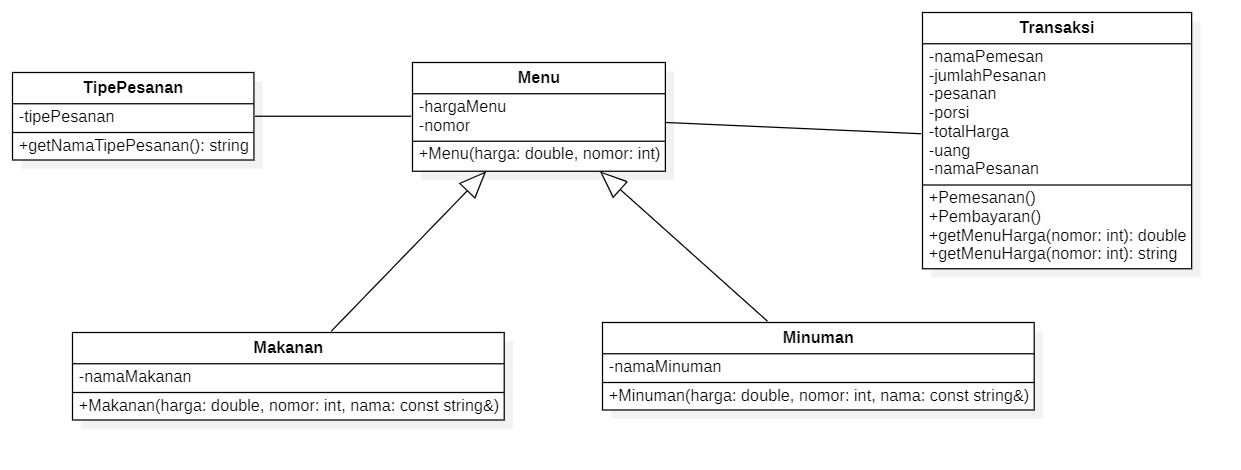 TipePesanan
-tipePesanan
+getNamaTipePesanan(): string
Menu
-hargaMenu
-nomor
+Menu(harga: double, nomor: int)
Transaksi
-namaPemesan
-jumlahPesanan
-pesanan
-porsi
-totalHarga
-uang
-namaPesanan
+Pemesanan()
+Pembayaran()
+getMenuHarga(nomor: int): double
+getMenuHarga(nomor: int): string
Makanan
-namaMakanan
+Makanan(harga: double, nomor: int, nama: const string&)
Minuman
-namaMinuman
+Minuman(harga: double, nomor: int, nama: const string&)